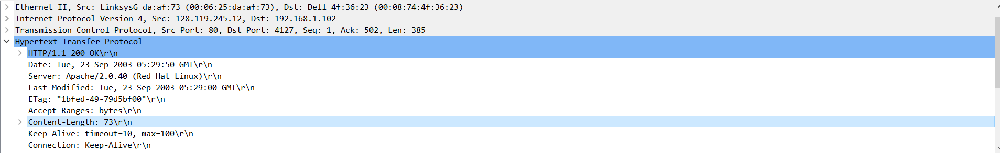 Ethernet II, Src: LinksysG_da:af:73 (00:06:25:da:af:73), Dst: Dell_4f:36:23 (00:08:74:4f:36:23)
Internet Protocol Version 4, Src: 128.119.245.12, Dst: 192.168.1.102
Transmission Control Protocol, Src Port: 80, Dst Port: 4127, Seq: 1, Ack: 502, Len: 385
Hypertext Transfer Protocol
HTTP/1.1 200 OK\r\n
Date: Tue, 23 Sep 2003 05:29:50 GMT\r\n
Server: Apache/2.0.40 (Red Hat Linux)\r\n
Last-Modified: Tue, 23 Sep 2003 05:29:00 GMT\r\n
ETag: "1bfed-49-79d5bf00"\r\n
Accept-Ranges: bytes\r\n
Content-Length: 73\r\n
Keep-Alive: timeout=10, max=100\r\n
Connection: Keep-Alive\r\n